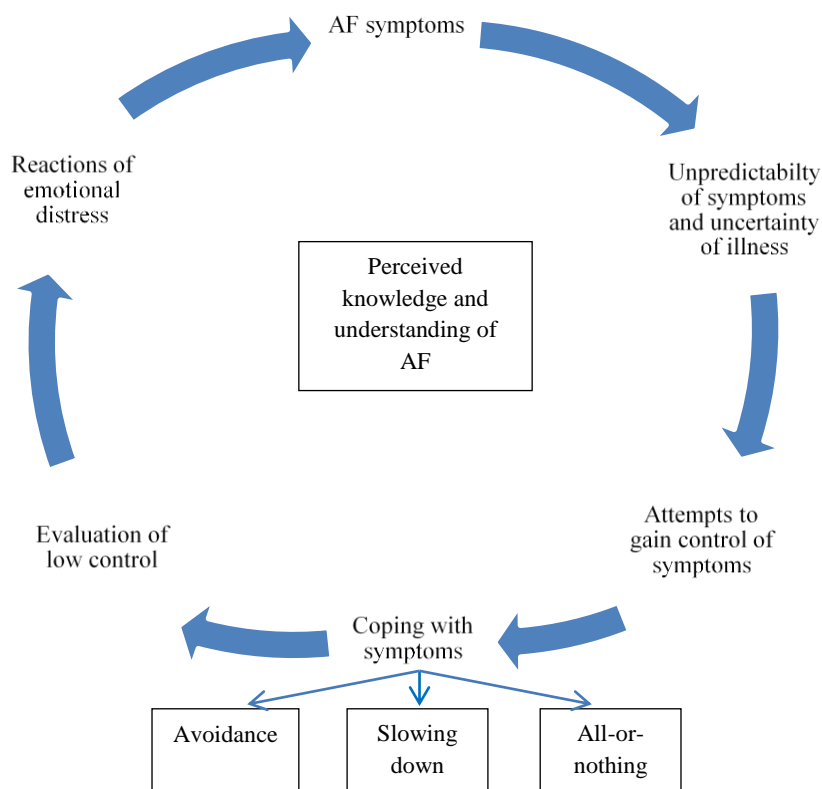 AF symptoms
Unpredictabilty
of symptoms
and uncertainty
of illness
Attempts to
gain control of
symptoms
Coping with
symptoms
Avoidance
Slowing
down
All-or-
nothing
Evaluation of
low control
Reactions of
emotional
distress
Perceived
knowledge and
understanding of
AF